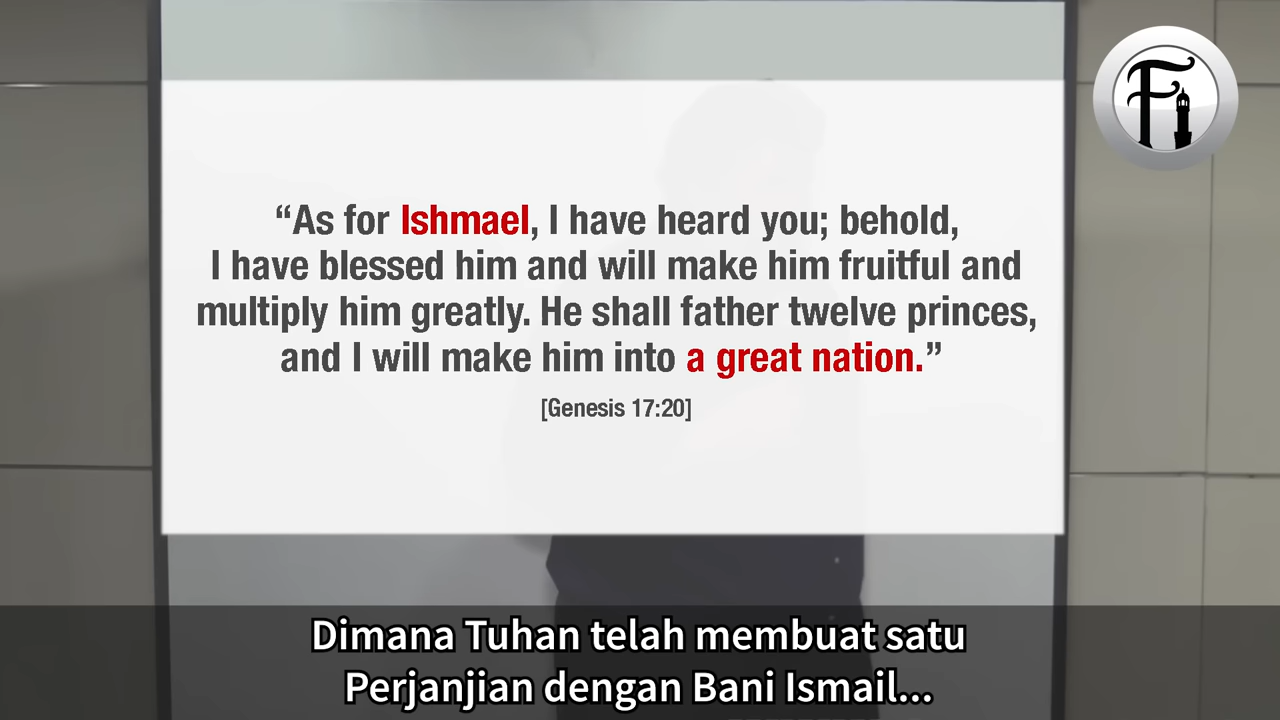 “As for Ishmael, I have heard you; behold,
I have blessed him and will make him fruitful and
multiply him greatly. He shall father twelve princes,
and I will make him into a great nation.”
[Genesis 17:20]
Dimana Tuhan telah membuat satu
Perjanjian dengan Bani Ismail...